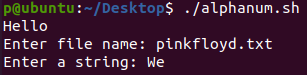 p@ubuntu:~/Desktop$ ./alphanum.sh
Hello
Enter file name: pinkfloyd.txt
Enter a string: We